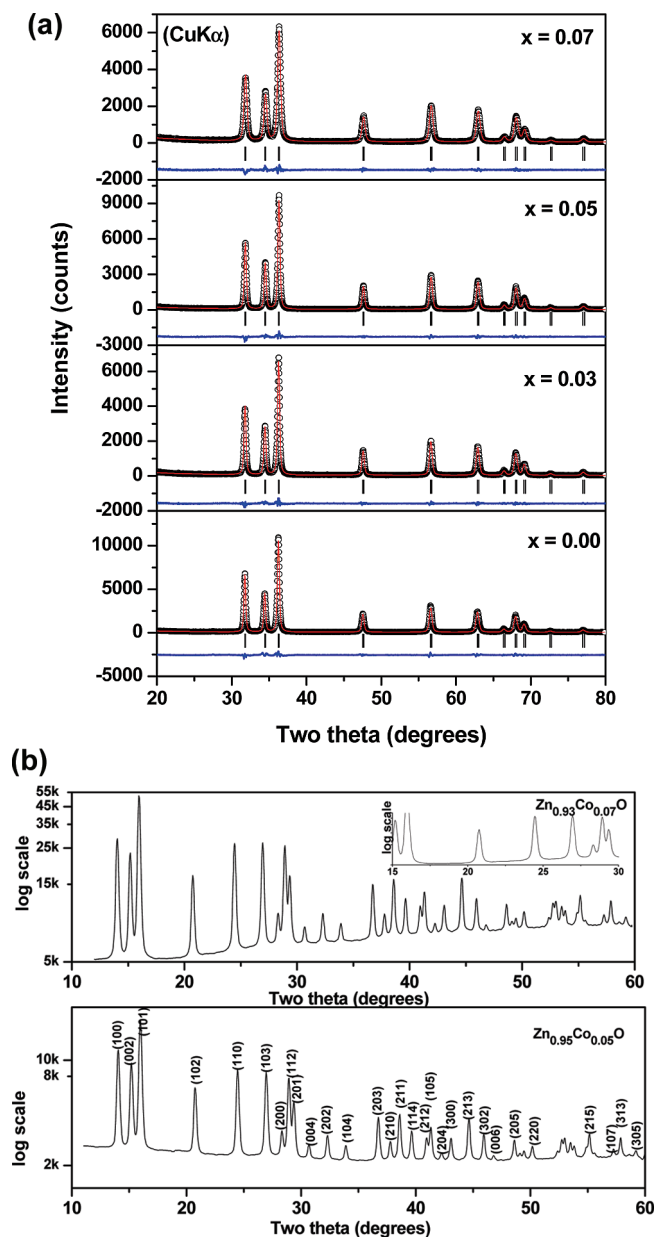 (a)
(CuKα)
x = 0.07
6000
4000
2000
0
-2000
x = 0.05
9000
6000
3000
0
-3000
x = 0.03
6000
4000
2000
0
-2000
x = 0.00
10000
5000
0
-5000
Intensity (counts)
20 30 40 50 60 70 80
Two theta (degrees)
(b)
55k
45k
35k
25k
15k
5k
log scale
Zn0.93Co0.07O
log scale
15 20 25 30
10 20 30 40 50 60
Two theta (degrees)
Zn0.95Co0.05O
10k
8k
2k
log scale
(100) (002) (101) (102) (110) (103) (200) (112) (201) (004) (202) (104) (203) (210) (211) (114) (212) (105) (204) (300) (213) (302) (006) (205) (220) (215) (107) (313) (305)
10 20 30 40 50 60
Two theta (degrees)